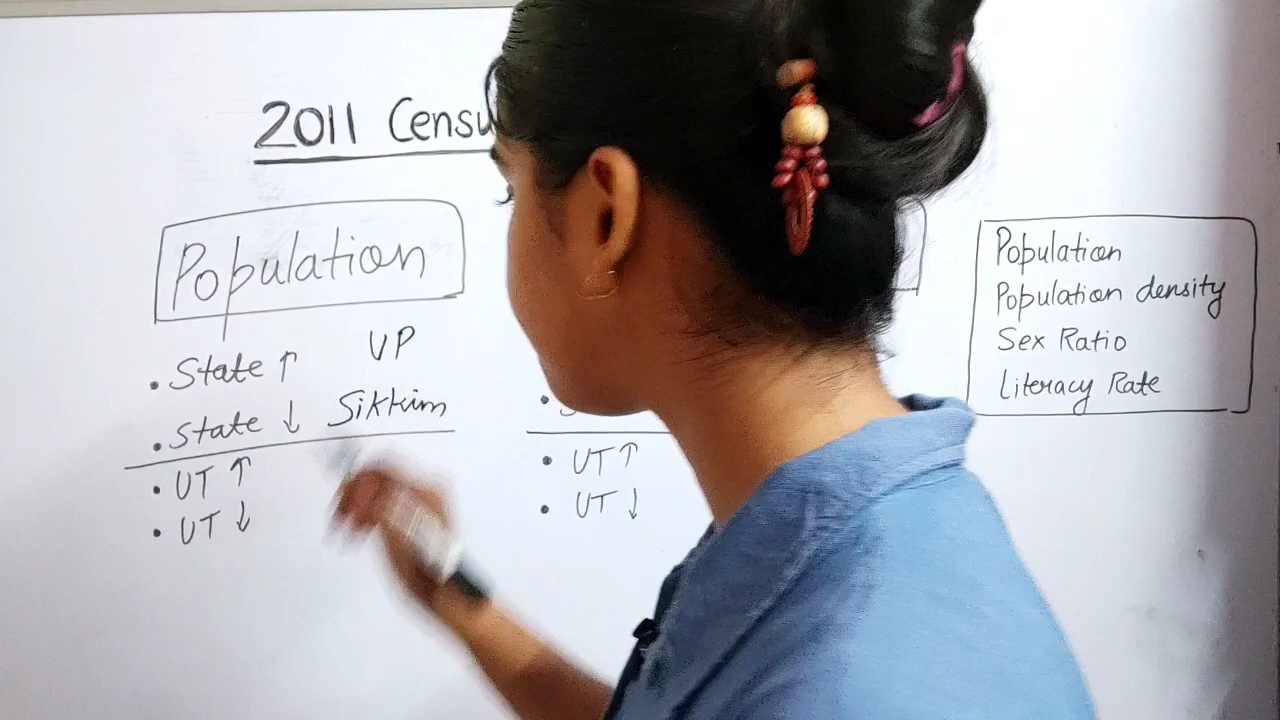 2011 Censu
Population
• State ↑ UP
• State ↓ Sikkim
• UT ↑
• UT ↓
• UT ↑
• UT ↓
Population
Population density
Sex Ratio
Literacy Rate